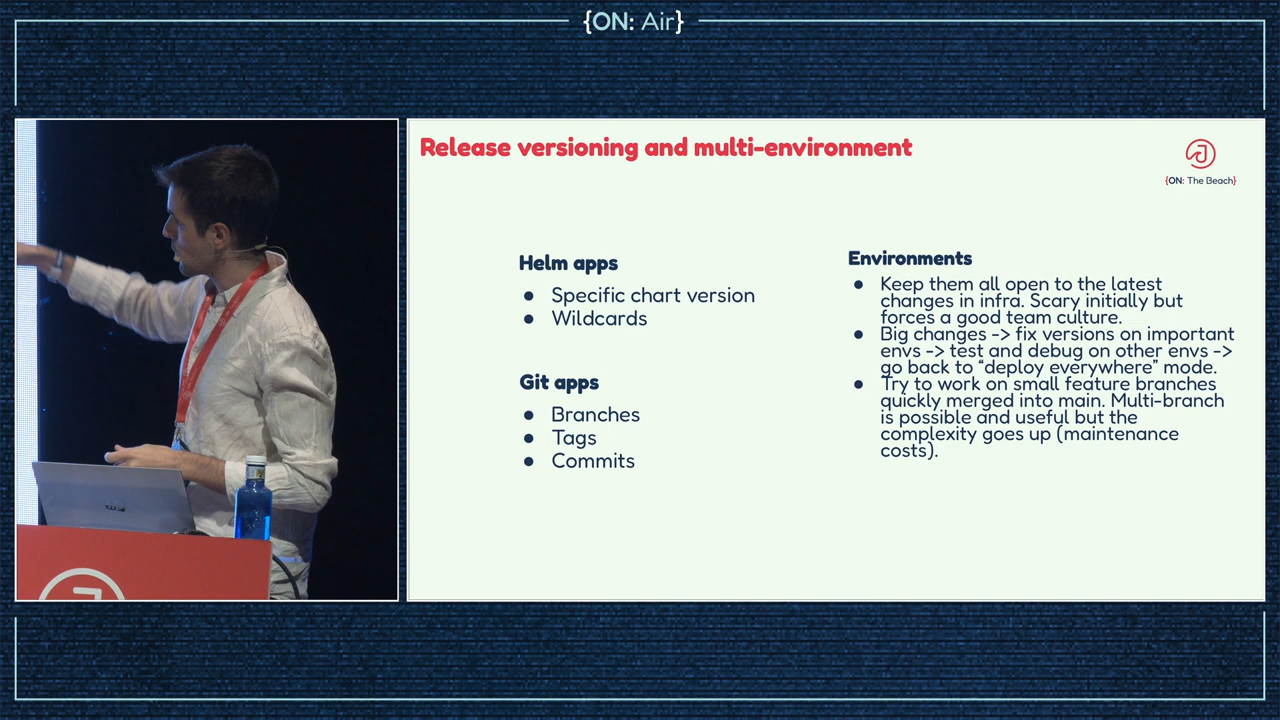 {ON: Air}
Release versioning and multi-environment
{ON: The Beach}
Helm apps
● Specific chart version
● Wildcards
Git apps
● Branches
● Tags
● Commits
Environments
● Keep them all open to the latest
changes in infra. Scary initially but
forces a good team culture.
● Big changes -> fix versions on important
envs -> test and debug on other envs ->
go back to “deploy everywhere” mode.
● Try to work on small feature branches
quickly merged into main. Multi-branch
is possible and useful but the
complexity goes up (maintenance
costs).